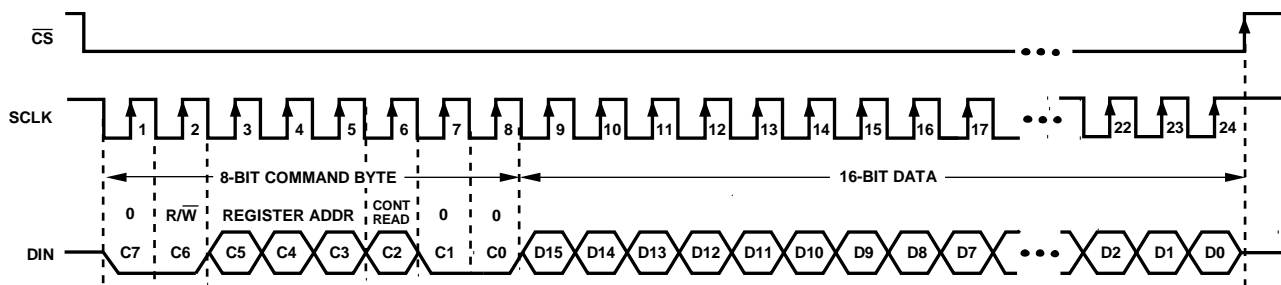 CS
SCLK
1 2 3 4 5 6 7 8 9 10 11 12 13 14 15 16 17 22 23 24
8-BIT COMMAND BYTE 16-BIT DATA
0 R/W REGISTER ADDR CONT READ 0 0
DIN C7 C6 C5 C4 C3 C2 C1 C0 D15 D14 D13 D12 D11 D10 D9 D8 D7 D2 D1 D0